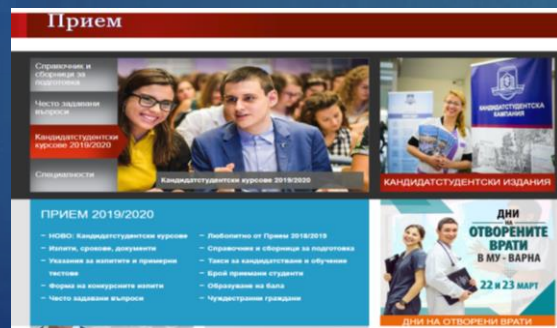 Прием
Справочник и
сборници за
подготовка
Често задавани
въпроси
Кандидатстудентски
курсове 2019/2020
Специалности
Кандидатстудентски курсове 2019/2020
КАНДИДАТСТУДЕНТСКА
КАМПАНИЯ
КАНДИДАТСТУДЕНТСКИ ИЗДАНИЯ
ПРИЕМ 2019/2020
– НОВО: Кандидатстудентски курсове
– Изпити, срокове, документи
– Указания за изпитите и примерни
тестове
– Форма на конкурсните изпити
– Често задавани въпроси
– Любопитно от Прием 2018/2019
– Справочник и сборници за подготовка
– Такси за кандидатстване и обучение
– Брой приемани студенти
– Образуване на бала
– Чуждестранни граждани
ДНИ
НА
ОТВОРЕНИТЕ
ВРАТИ
В МУ - ВАРНА
22 и 23 МАРТ
ДНИ НА ОТВОРЕНИ ВРАТИ